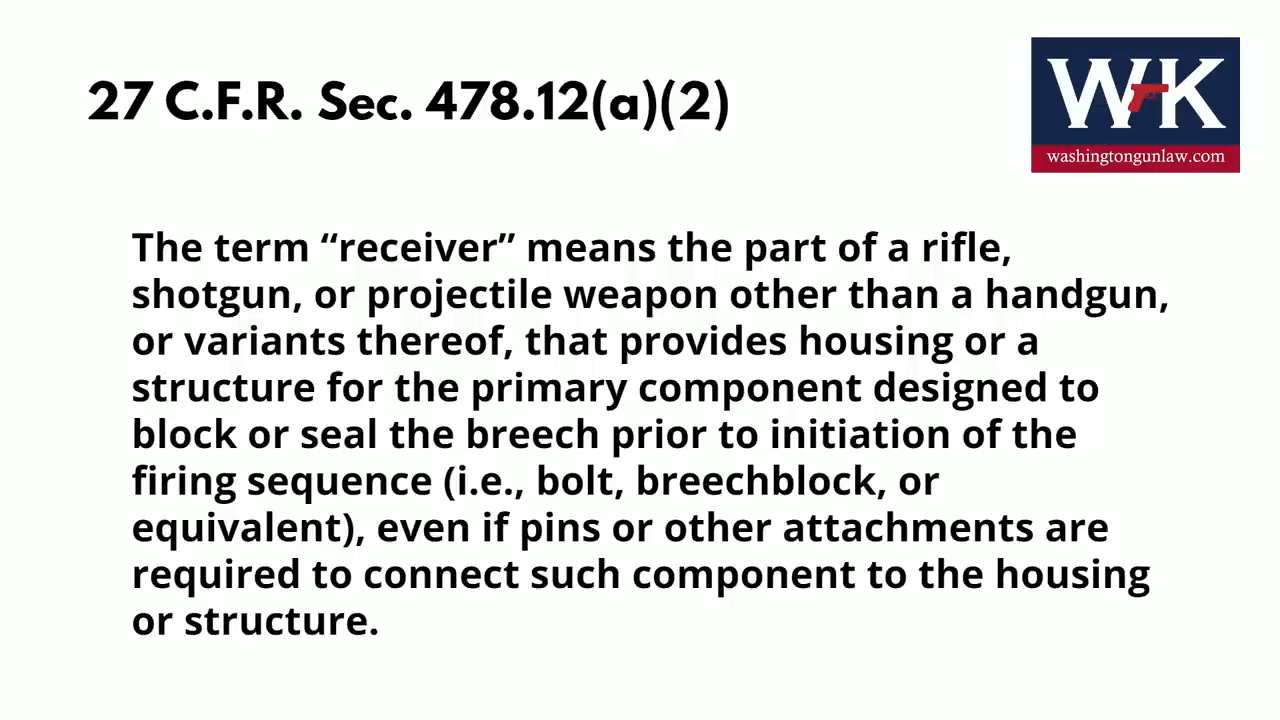 27 C.F.R. Sec. 478.12(a)(2)
WK
washingtongunlaw.com
The term “receiver” means the part of a rifle,
shotgun, or projectile weapon other than a handgun,
or variants thereof, that provides housing or a
structure for the primary component designed to
block or seal the breech prior to initiation of the
firing sequence (i.e., bolt, breechblock, or
equivalent), even if pins or other attachments are
required to connect such component to the housing
or structure.